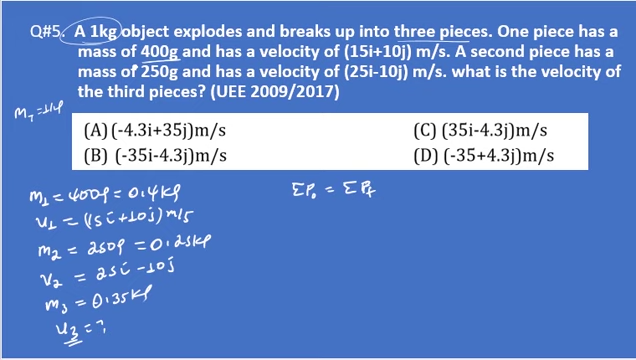 Q#5. A 1kg object explodes and breaks up into three pieces. One piece has a
mass of 400g and has a velocity of (15i+10j) m/s. A second piece has a
mass of 250g and has a velocity of (25i-10j) m/s. what is the velocity of
the third pieces? (UEE 2009/2017)
M_T = 1kg
(A) (-4.3i+35j)m/s
(C) (35i-4.3j)m/s
(B) (-35i-4.3j)m/s
(D) (-35+4.3j)m/s
m1 = 400g = 0.4kg
ΣP₀ = ΣPf
u1 = (15i+10j) m/s
m2 = 250g = 0.25kg
v2 = 25i - 10j
m3 = 0.35kg
u3 = ?